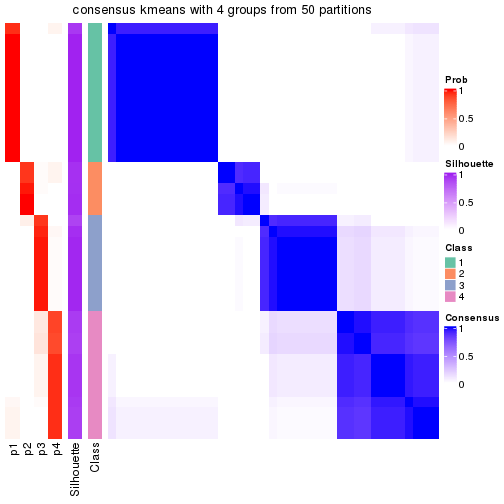 consensus kmeans with 4 groups from 50 partitions
Prob
1
0.5
0
Silhouette
1
0.5
0
Class
1
2
3
4
Consensus
1
0.5
0
p1
p2
p3
p4
Silhouette
Class